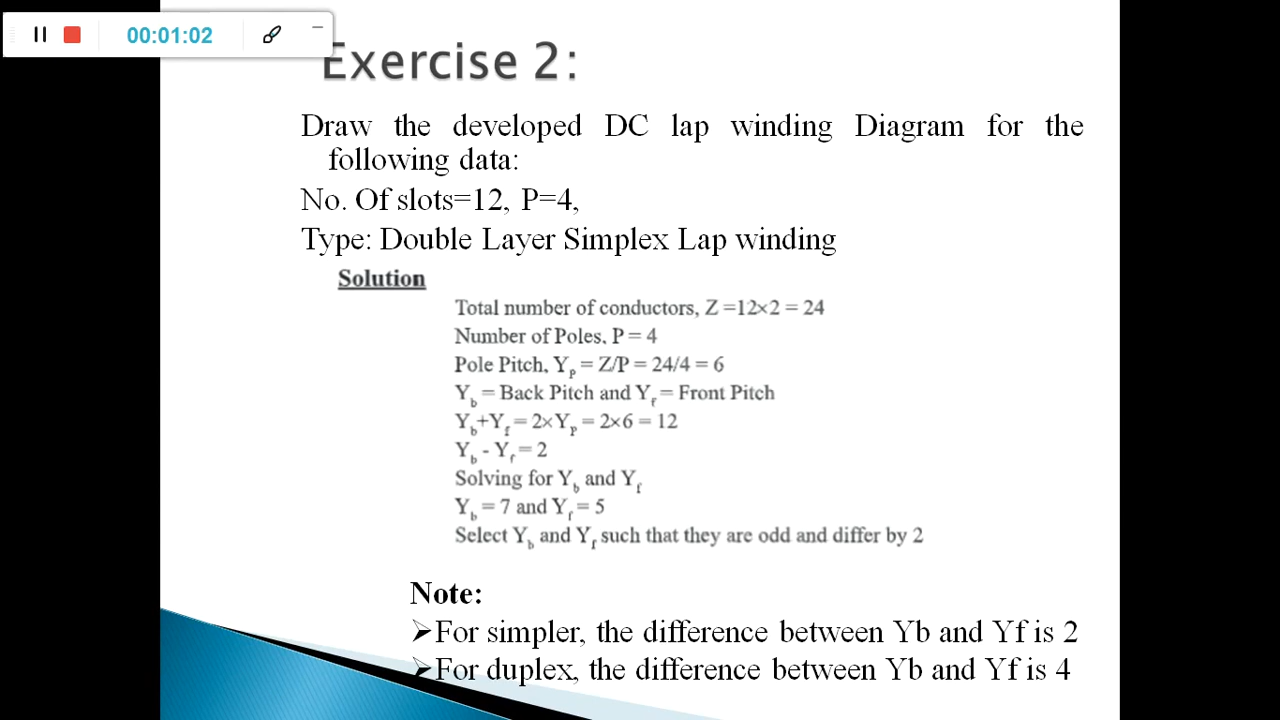 00:01:02
Exercise 2:
Draw the developed DC lap winding Diagram for the
following data:
No. Of slots=12, P=4,
Type: Double Layer Simplex Lap winding
Solution
Total number of conductors, Z =12×2 = 24
Number of Poles, P = 4
Pole Pitch, Yp = Z/P = 24/4 = 6
Yb = Back Pitch and Yf = Front Pitch
Yb+Yf = 2×Yp = 2×6 = 12
Yb - Yf = 2
Solving for Yb and Yf
Yb = 7 and Yf = 5
Select Yb and Yf such that they are odd and differ by 2
Note:
➢For simpler, the difference between Yb and Yf is 2
➢For duplex, the difference between Yb and Yf is 4